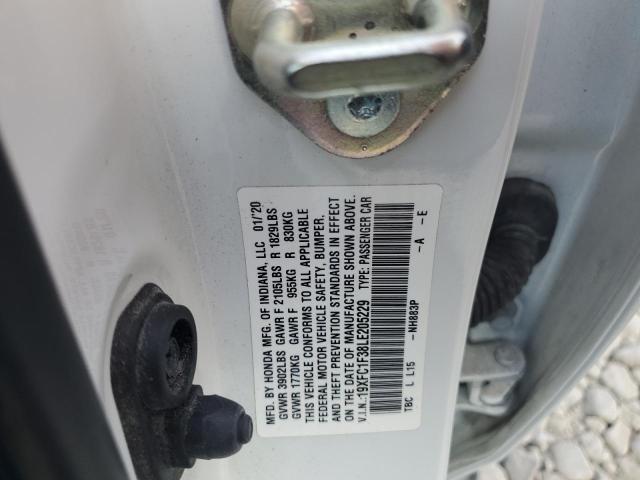 MFD. BY HONDA MFG. OF INDIANA, LLC 01/'20
GVWR 3902LBS GAWR F 2105LBS R 1829LBS
GVWR 1770KG GAWR F 955KG R 830KG
THIS VEHICLE CONFORMS TO ALL APPLICABLE
FEDERAL MOTOR VEHICLE SAFETY, BUMPER,
AND THEFT PREVENTION STANDARDS IN EFFECT
ON THE DATE OF MANUFACTURE SHOWN ABOVE.
V.I.N.:19XFC1F38LE205229 TYPE: PASSENGER CAR
TBC L L15 -NH883P -A -E